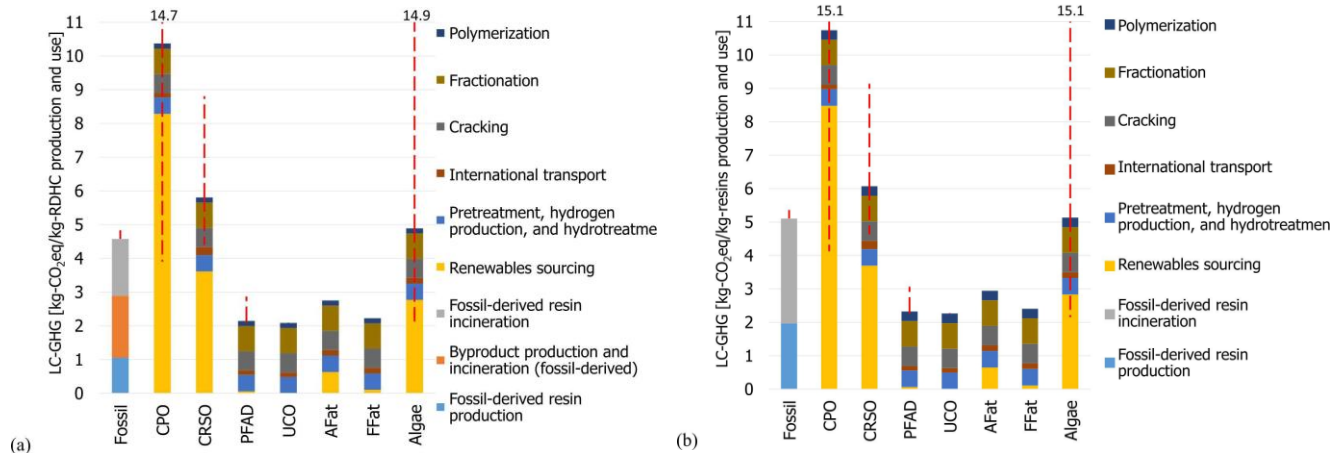 14.7
14.9
11
10
9
8
7
6
5
4
3
2
1
0
LC-GHG [kg-CO2eq/kg-RDHC production and use]
Fossil
CPO
CRSO
PFAD
UCO
AFat
FFat
Algae
Polymerization
Fractionation
Cracking
International transport
Pretreatment, hydrogen
production, and hydrotreatme
Renewables sourcing
Fossil-derived resin
incineration
Byproduct production and
incineration (fossil-derived)
Fossil-derived resin
production
(a)
15.1
15.1
11
10
9
8
7
6
5
4
3
2
1
0
LC-GHG [kg-CO2eq/kg-resins production and use]
Fossil
CPO
CRSO
PFAD
UCO
AFat
FFat
Algae
Polymerization
Fractionation
Cracking
International transport
Pretreatment, hydrogen
production, and hydrotreatmen
Renewables sourcing
Fossil-derived resin
incineration
Fossil-derived resin
production
(b)